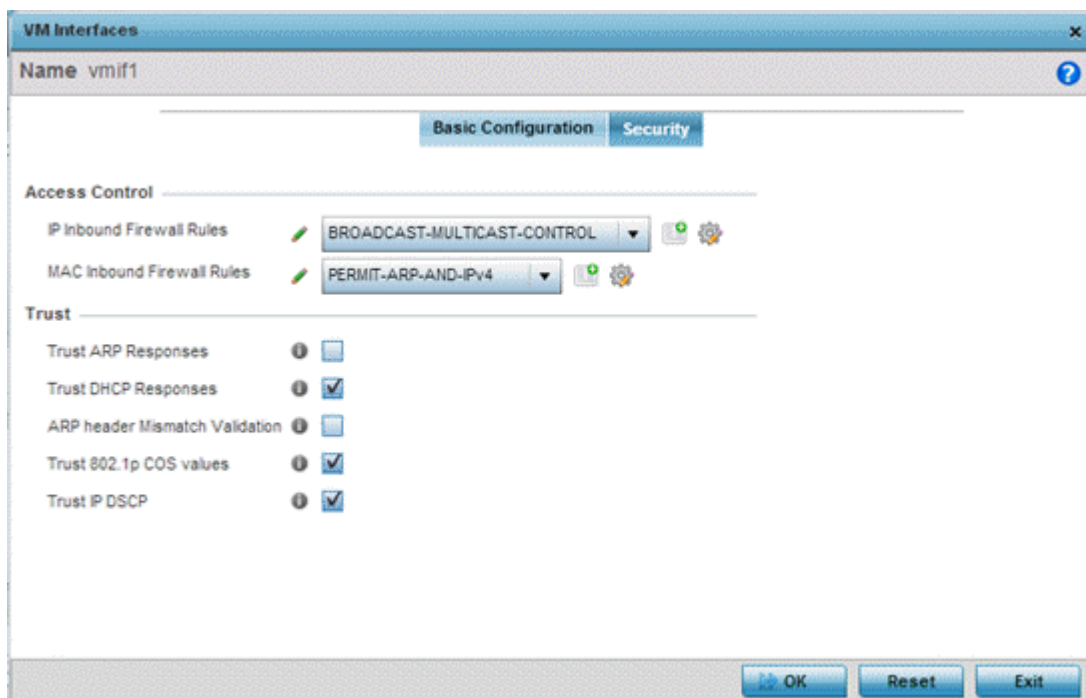 VM Interfaces
Name vmif1
Basic Configuration
Security
Access Control
IP Inbound Firewall Rules
BROADCAST-MULTICAST-CONTROL
MAC Inbound Firewall Rules
PERMIT-ARP-AND-IPv4
Trust
Trust ARP Responses
Trust DHCP Responses
ARP header Mismatch Validation
Trust 802.1p COS values
Trust IP DSCP
OK
Reset
Exit